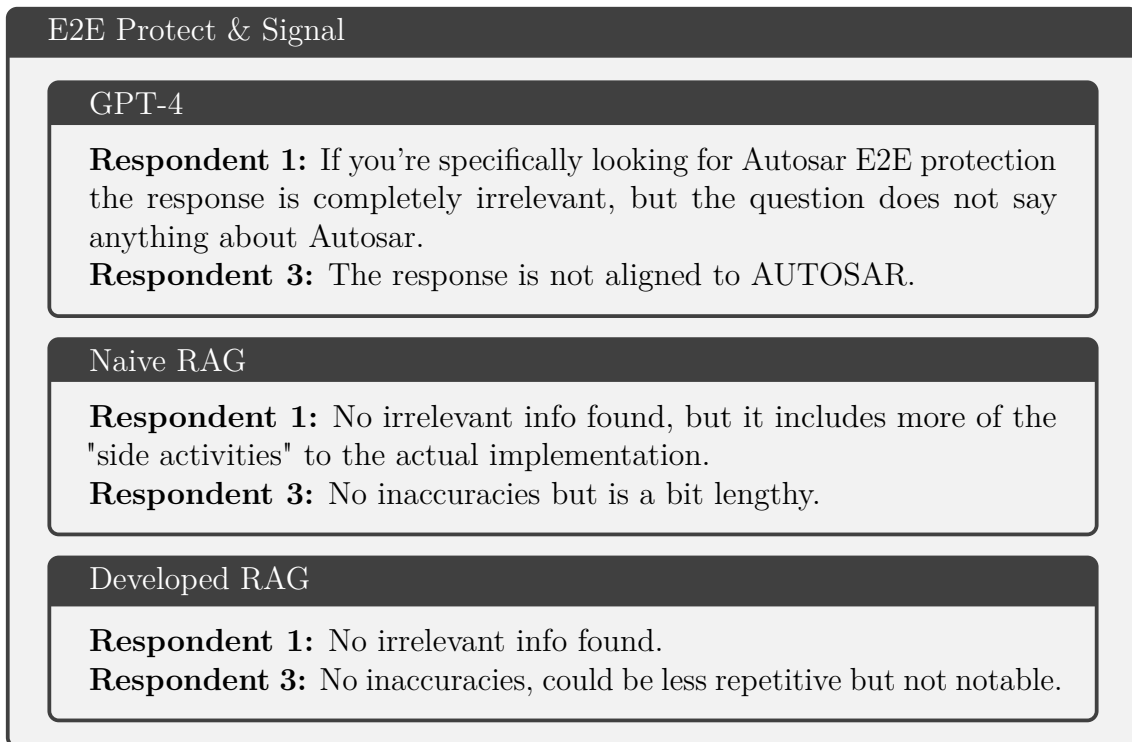 E2E Protect & Signal
GPT-4
Respondent 1: If you're specifically looking for Autosar E2E protection
the response is completely irrelevant, but the question does not say
anything about Autosar.
Respondent 3: The response is not aligned to AUTOSAR.
Naive RAG
Respondent 1: No irrelevant info found, but it includes more of the
"side activities" to the actual implementation.
Respondent 3: No inaccuracies but is a bit lengthy.
Developed RAG
Respondent 1: No irrelevant info found.
Respondent 3: No inaccuracies, could be less repetitive but not notable.